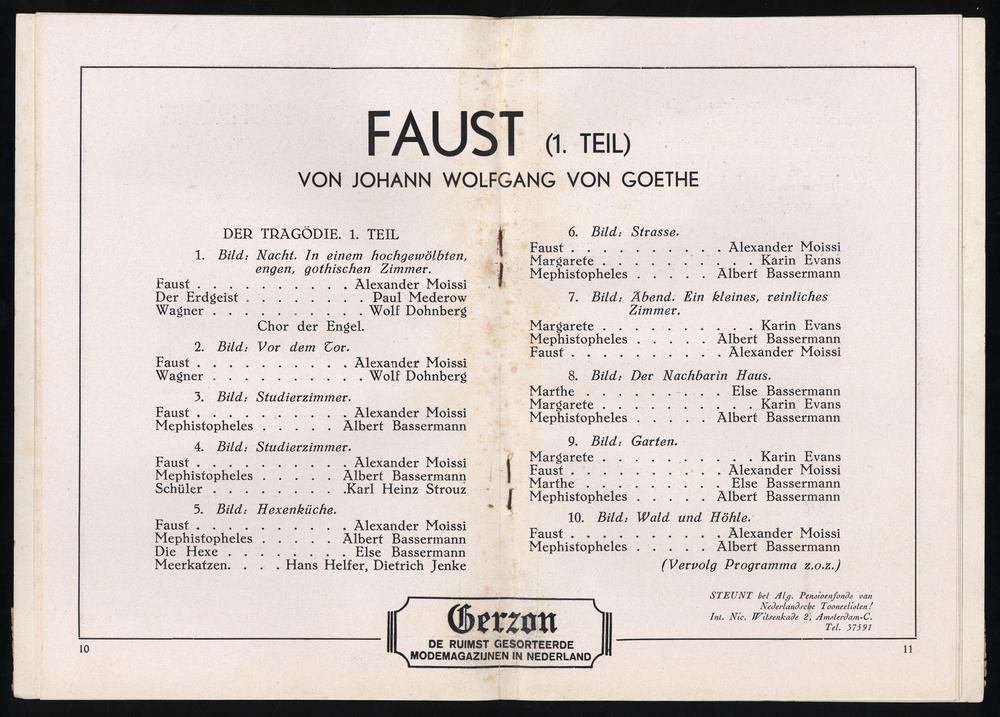 FAUST (1. TEIL)
VON JOHANN WOLFGANG VON GOETHE
DER TRAGÖDIE. 1. TEIL
1. Bild: Nacht. In einem hochgewölbten,
engen, gothischen Zimmer.
Faust . . . . . . . . . . Alexander Moissi
Der Erdgeist . . . . . . . . Paul Mederow
Wagner . . . . . . . . . . Wolf Dohnberg
Chor der Engel.
2. Bild: Vor dem Tor.
Faust . . . . . . . . . . Alexander Moissi
Wagner . . . . . . . . . . Wolf Dohnberg
3. Bild: Studierzimmer.
Faust . . . . . . . . . . Alexander Moissi
Mephistopheles . . . . . Albert Bassermann
4. Bild: Studierzimmer.
Faust . . . . . . . . . . Alexander Moissi
Mephistopheles . . . . . Albert Bassermann
Schüler . . . . . . . .Karl Heinz Strouz
5. Bild: Hexenküche.
Faust . . . . . . . . . . Alexander Moissi
Mephistopheles . . . . . Albert Bassermann
Die Hexe . . . . . . . . Else Bassermann
Meerkatzen. . . . Hans Helfer, Dietrich Jenke
6. Bild: Strasse.
Faust . . . . . . . . . . Alexander Moissi
Margarete . . . . . . . . . . Karin Evans
Mephistopheles . . . . . Albert Bassermann
7. Bild: Abend. Ein kleines, reinliches
Zimmer.
Margarete . . . . . . . . . . Karin Evans
Mephistopheles . . . . . Albert Bassermann
Faust . . . . . . . . . . Alexander Moissi
8. Bild: Der Nachbarin Haus.
Marthe . . . . . . . . . Else Bassermann
Margarete . . . . . . . . . . Karin Evans
Mephistopheles . . . . . Albert Bassermann
9. Bild: Garten.
Margarete . . . . . . . . . . Karin Evans
Faust . . . . . . . . . . Alexander Moissi
Marthe . . . . . . . . . Else Bassermann
Mephistopheles . . . . . Albert Bassermann
10. Bild: Wald und Höhle.
Faust . . . . . . . . . . Alexander Moissi
Mephistopheles . . . . . Albert Bassermann
(Vervolg Programma z.o.z.)
STEUNT het Alg. Pensioenfonds van
Nederlandsche Tooneelisten!
Int. Nic. Witsenkade 2, Amsterdam-C.
Tel. 37591
Gerzon
DE RUIMST GESORTEERDE
MODEMAGAZIJNEN IN NEDERLAND
10
11